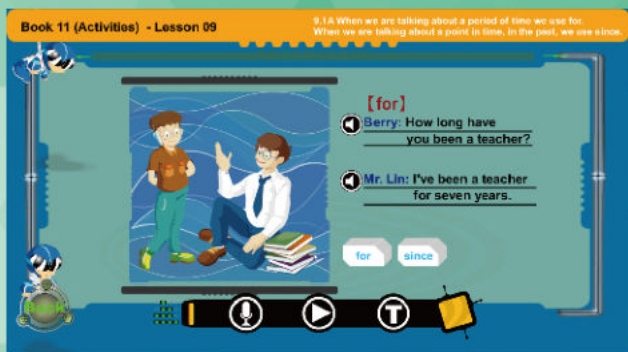 Book 11 (Activities) - Lesson 09
9.1A When we are talking about a period of time we use for.
When we are talking about a point in time, in the past, we use since.
【for】
Berry: How long have
you been a teacher?
Mr. Lin: I've been a teacher
for seven years.
for
since
T